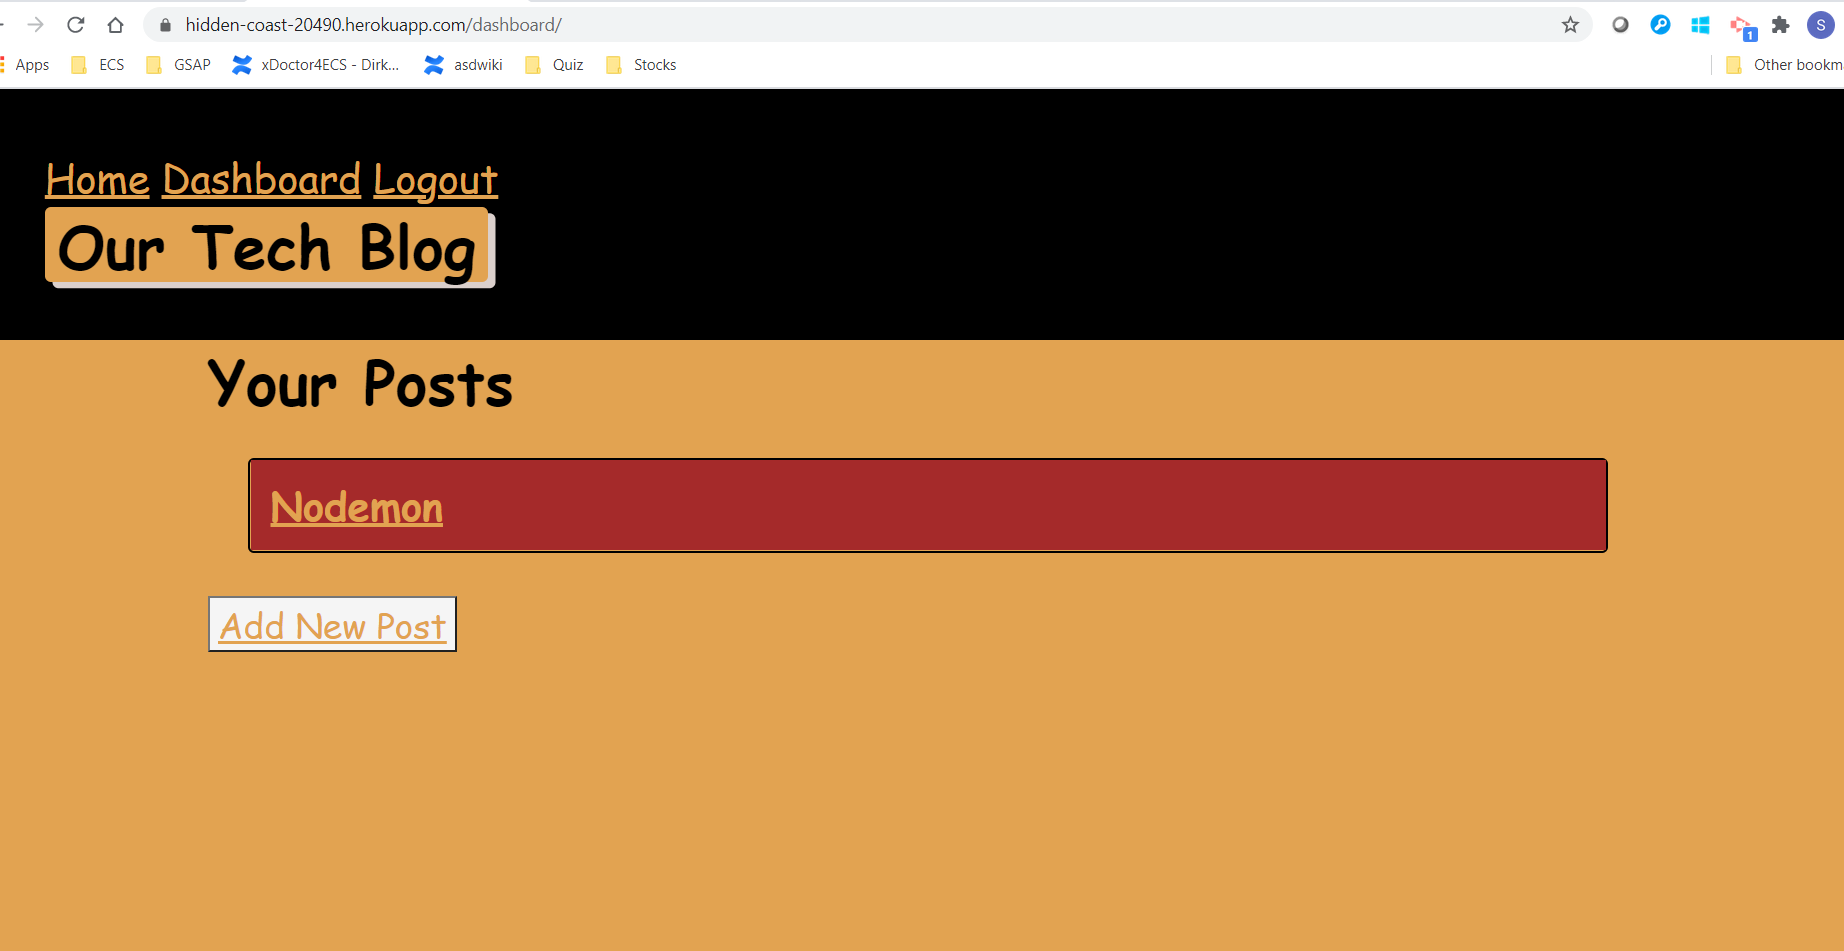 hidden-coast-20490.herokuapp.com/dashboard/
S
1
Apps ECS GSAP xDoctor4ECS - Dirk... asdwiki Quiz Stocks Other bookm
Home Dashboard Logout
Our Tech Blog
Your Posts
Nodemon
Add New Post